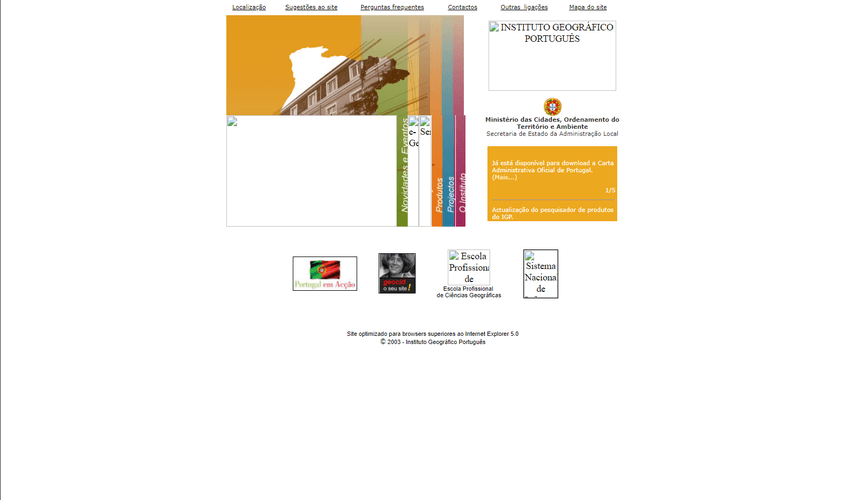 Localização Sugestões ao site Perguntas frequentes Contactos Outras ligações Mapa do site
INSTITUTO GEOGRÁFICO
PORTUGUÊS
Ministério das Cidades, Ordenamento do
Território e Ambiente
Secretaria de Estado da Administração Local
Novidades e Eventos
e-
Produtos
Projectos
O Instituto
Já está disponível para download a Carta
Administrativa Oficial de Portugal.
(Mais...)
1/5
Actualização do pesquisador de produtos
do IGP.
Portugal em Acção
geocid
o seu site!
Escola
Profissiona
de
Escola Profissional
de Ciências Geográficas
Sistema
Naciona
de
Site optimizado para browsers superiores ao Internet Explorer 5.0
© 2003 - Instituto Geográfico Português